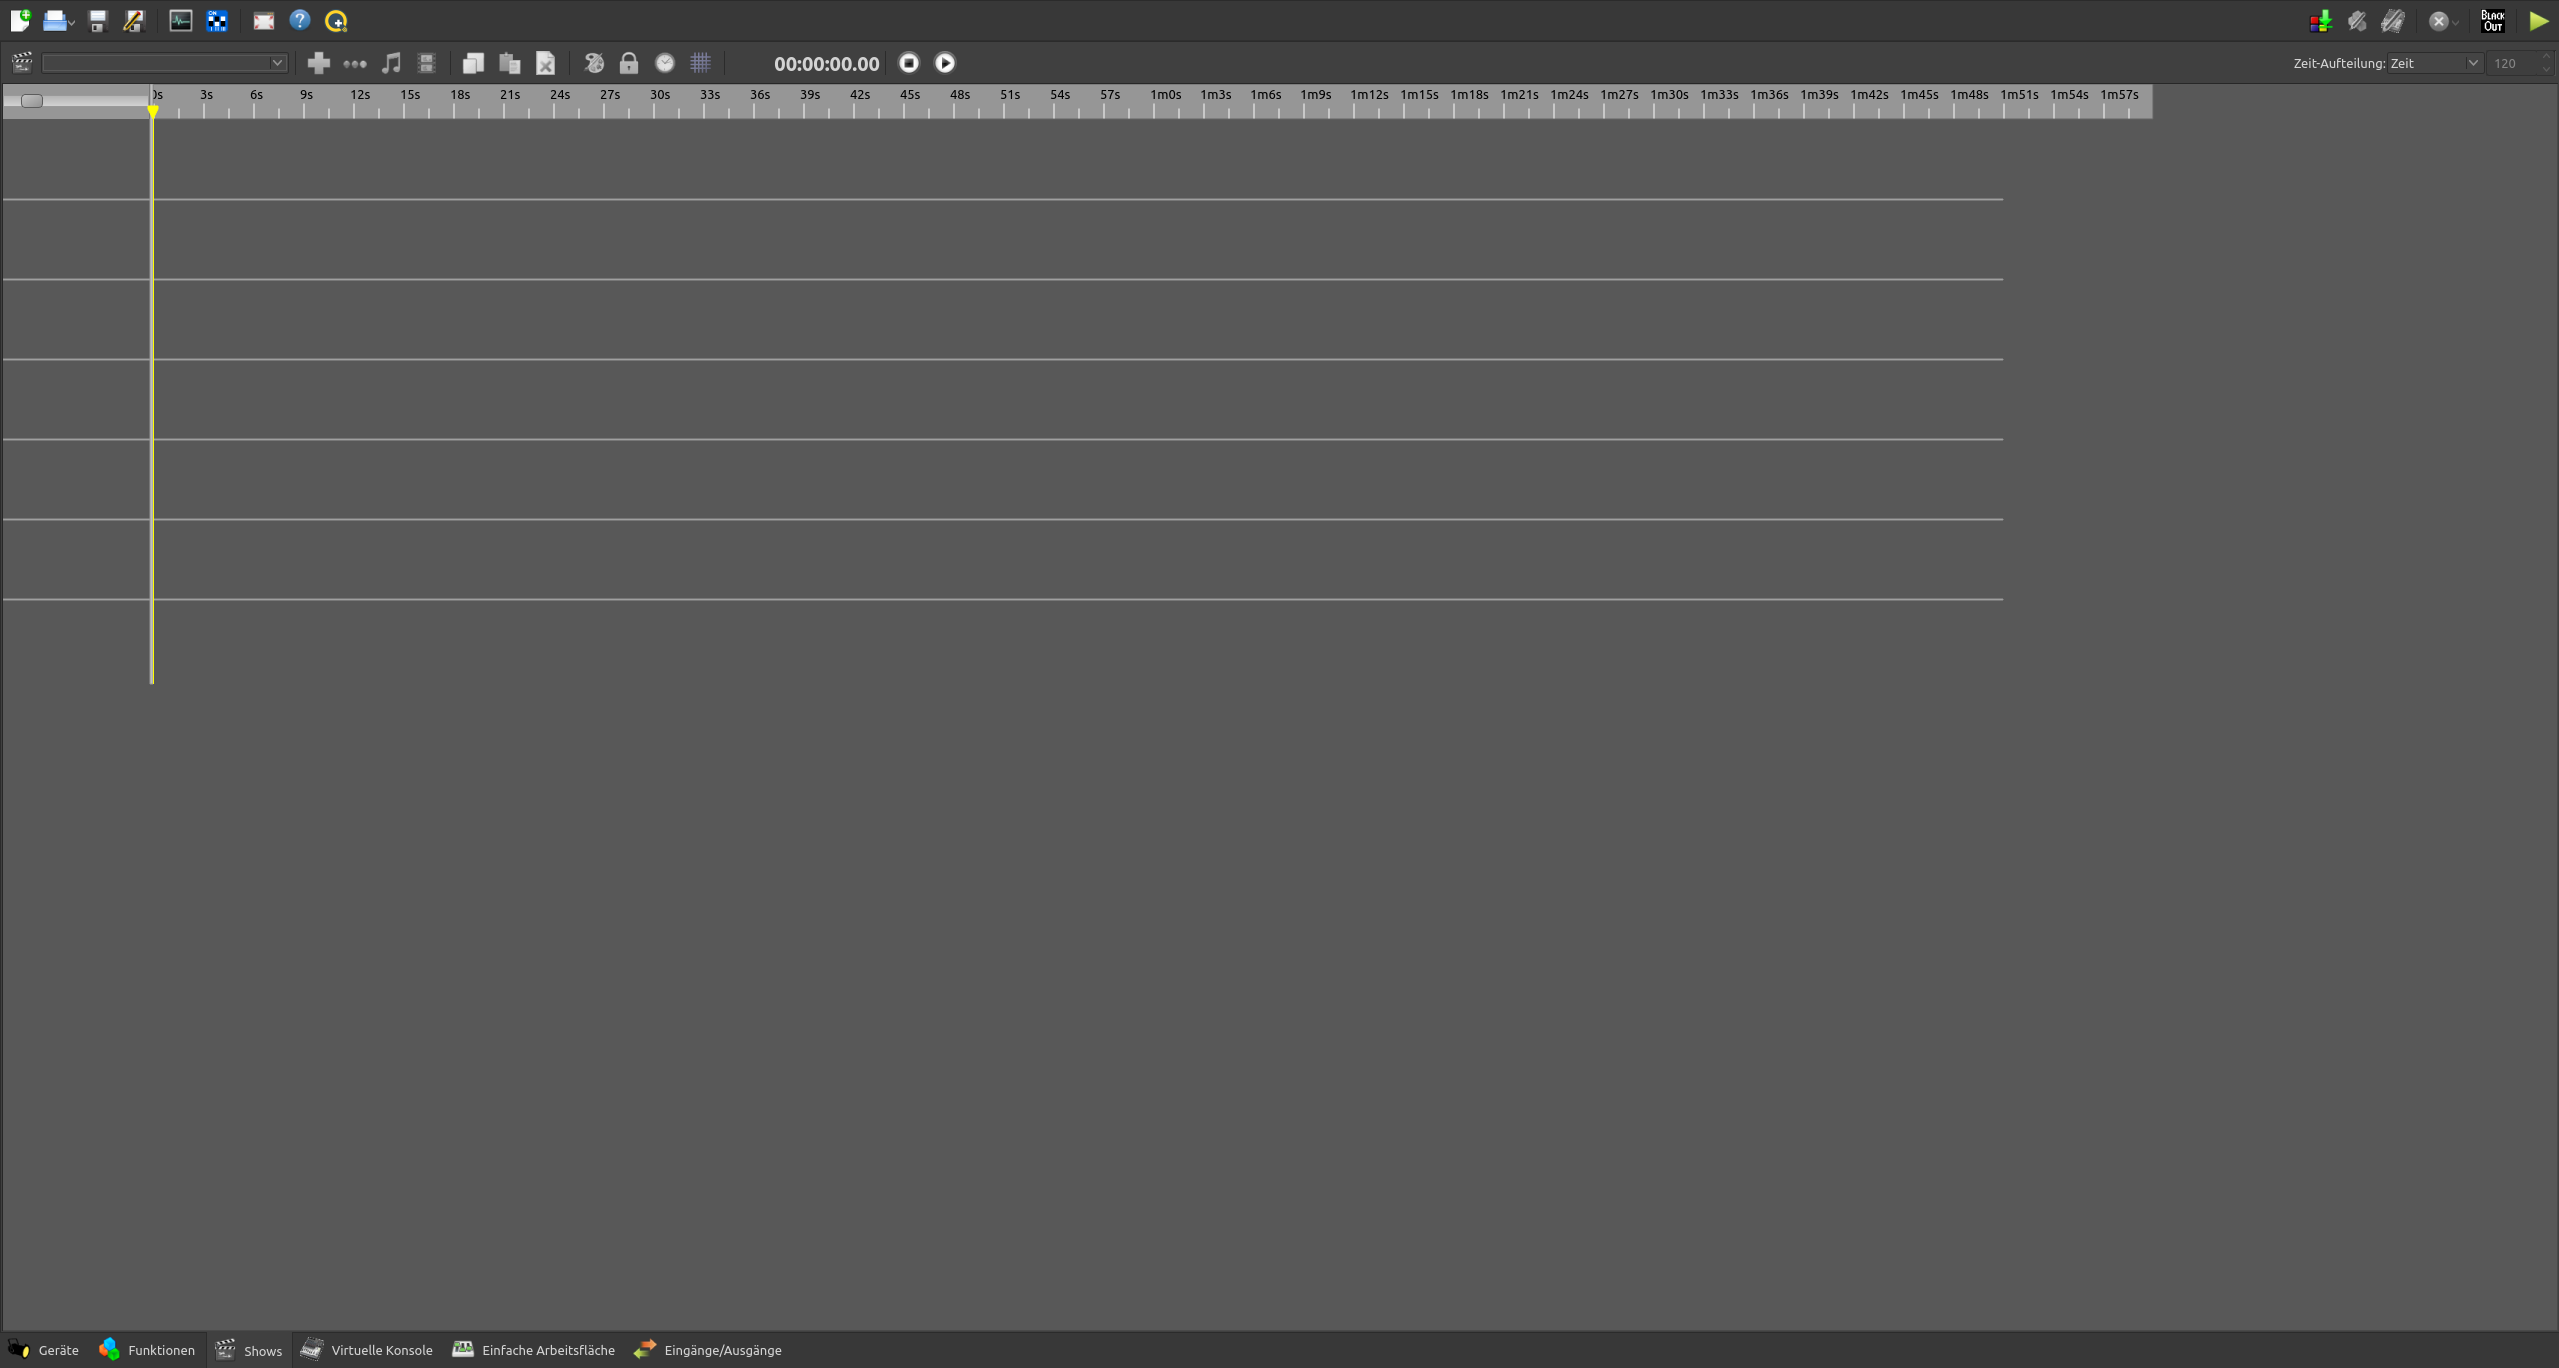 BLACK OUT
00:00:00.00 Zeit-Aufteilung: Zeit 120
0s 3s 6s 9s 12s 15s 18s 21s 24s 27s 30s 33s 36s 39s 42s 45s 48s 51s 54s 57s 1m0s 1m3s 1m6s 1m9s 1m12s 1m15s 1m18s 1m21s 1m24s 1m27s 1m30s 1m33s 1m36s 1m39s 1m42s 1m45s 1m48s 1m51s 1m54s 1m57s
Geräte Funktionen Shows Virtuelle Konsole Einfache Arbeitsfläche Eingänge/Ausgänge